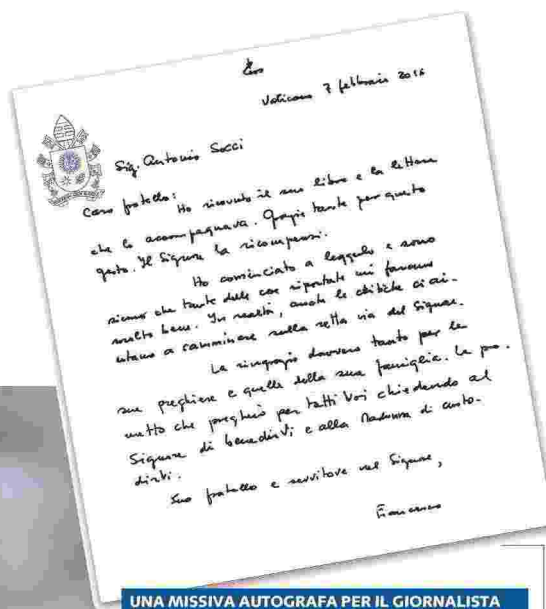 Vaticano 7 febbraio 2016
Sig. Antonio Socci
Caro fratello:
Ho ricevuto il suo libro e la lettera
che lo accompagnava. Grazie tante per questo
gesto. Il Signore la ricompensi.
Ho cominciato a leggerlo e sono
sicuro che tante delle cose riportate mi faranno
molto bene. In realtà, anche le critiche ci ai-
utano a camminare sulla retta via del Signore.
La ringrazio davvero tanto per le
sue preghiere e quelle della sua famiglia. Le pro-
metto che pregherò per tutti Voi chiedendo al
Signore di benedirVi e alla Madonna di custo-
dirVi.
Suo fratello e servitore nel Signore,
Francesco
UNA MISSIVA AUTOGRAFA PER IL GIORNALISTA